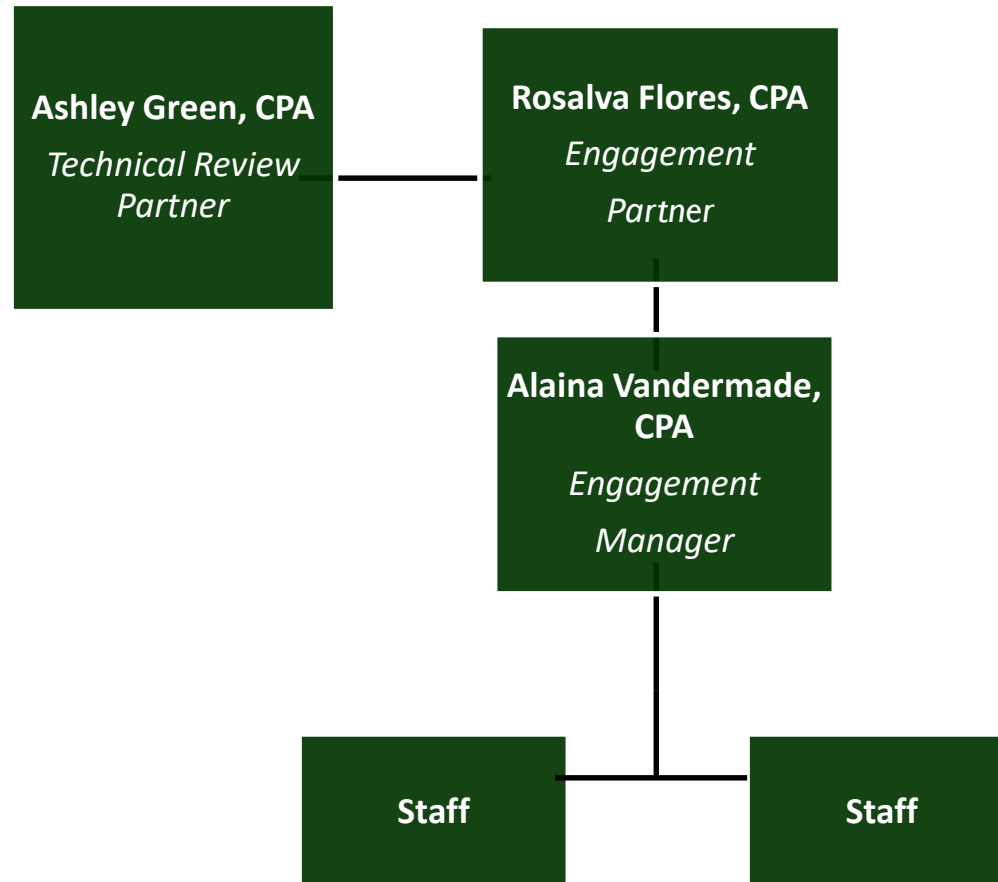 Ashley Green, CPA
Technical Review
Partner
Rosalva Flores, CPA
Engagement
Partner
Alaina Vandermade,
CPA
Engagement
Manager
Staff
Staff